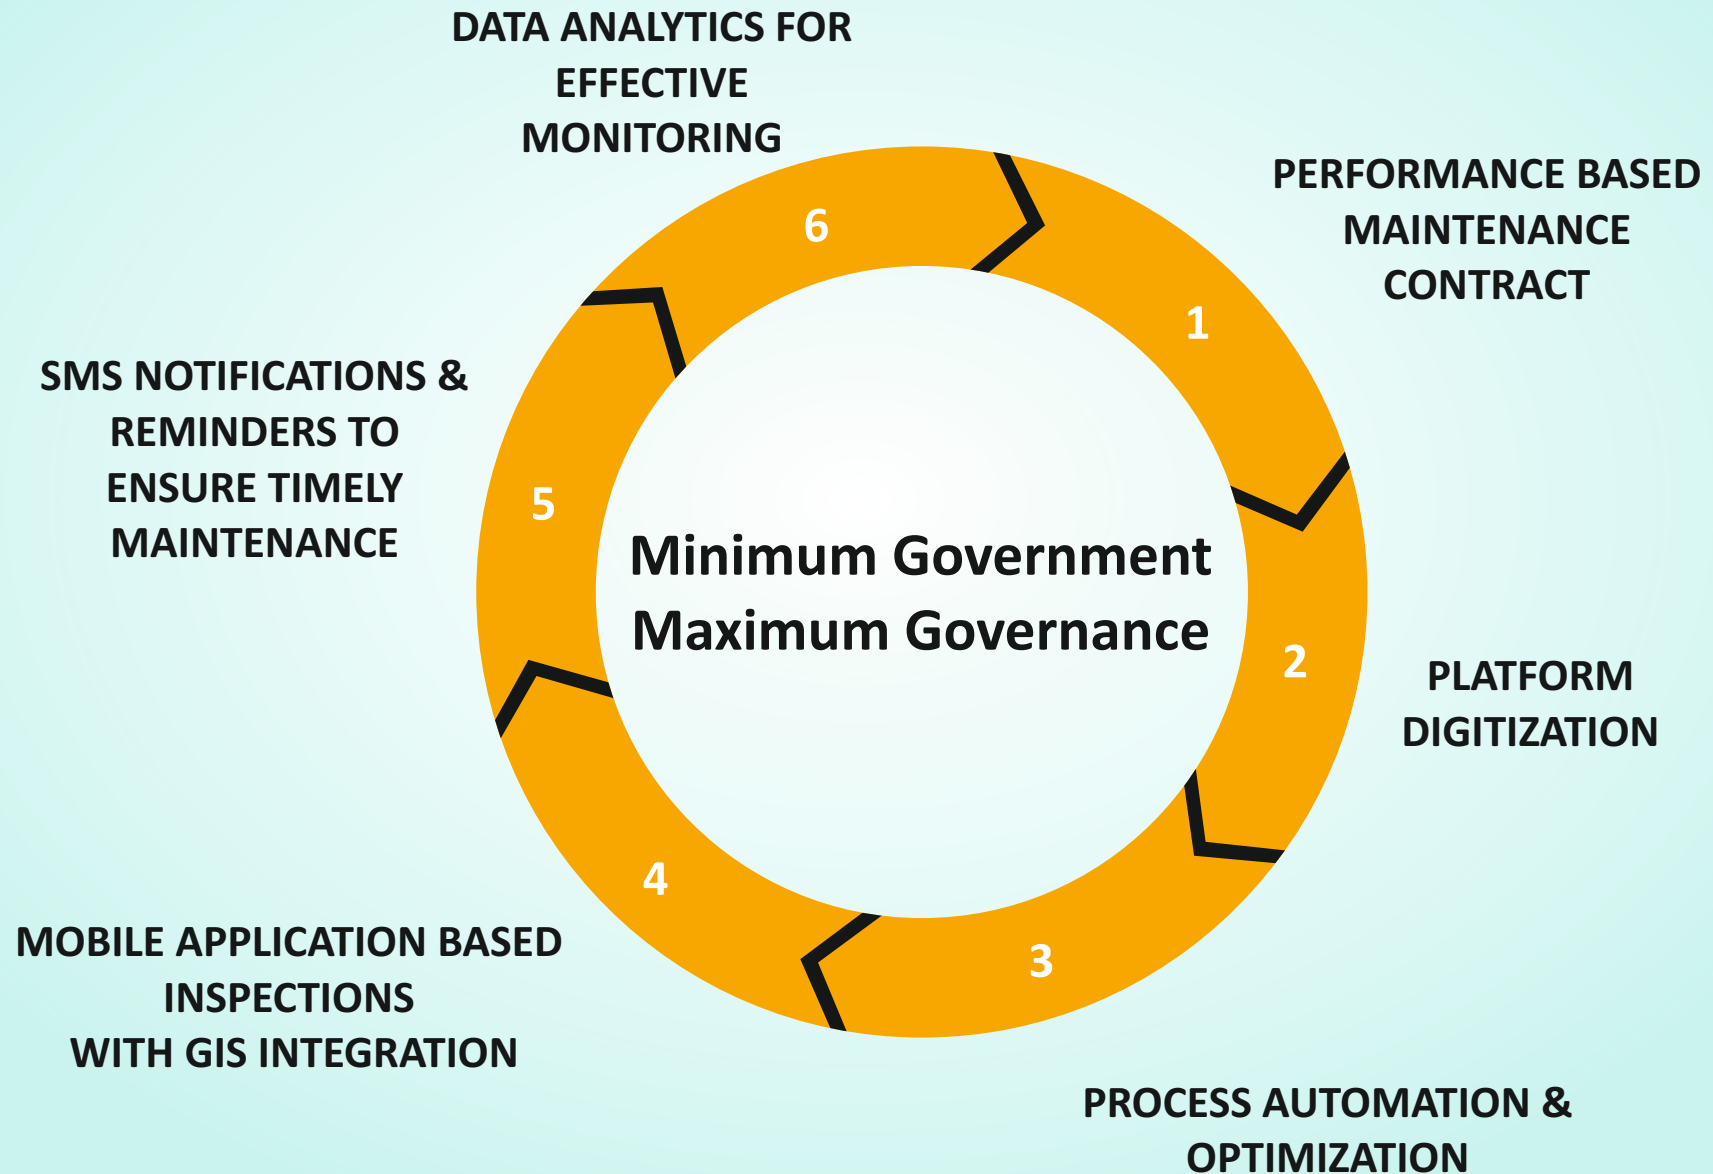 DATA ANALYTICS FOR
EFFECTIVE
MONITORING
6
PERFORMANCE BASED
MAINTENANCE
CONTRACT
1
SMS NOTIFICATIONS &
REMINDERS TO
ENSURE TIMELY
MAINTENANCE
5
Minimum Government
Maximum Governance
2
PLATFORM
DIGITIZATION
4
MOBILE APPLICATION BASED
INSPECTIONS
WITH GIS INTEGRATION
3
PROCESS AUTOMATION &
OPTIMIZATION